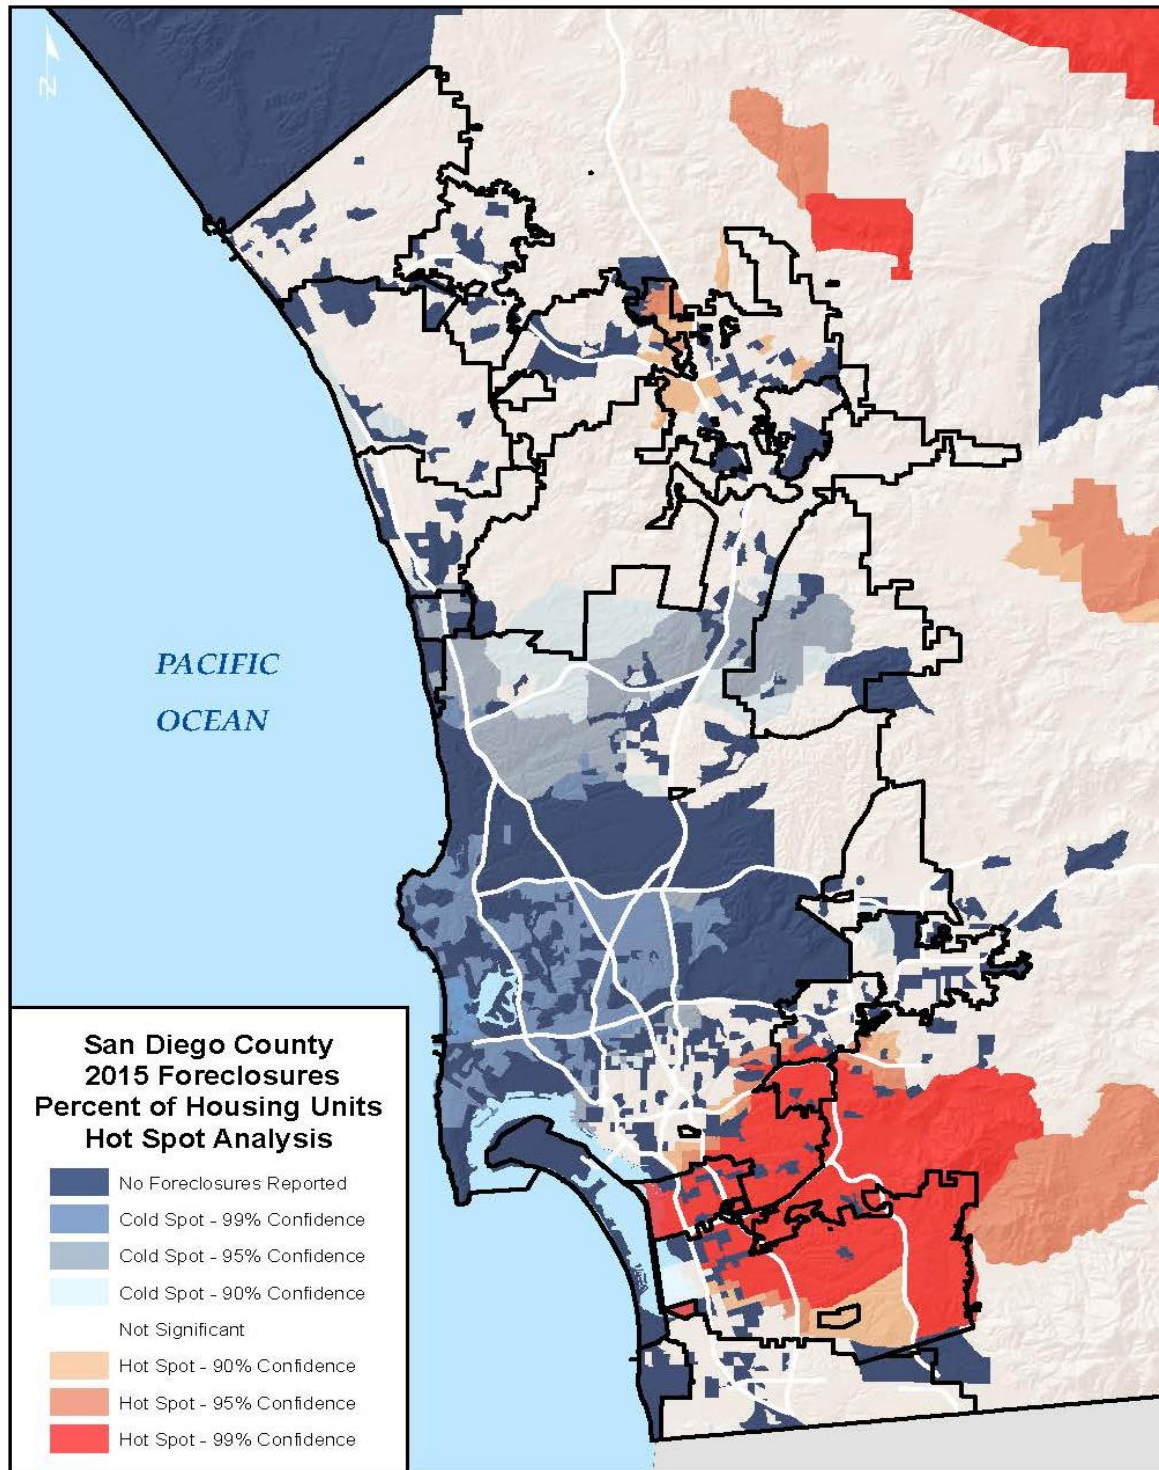 N
PACIFIC
OCEAN
San Diego County
2015 Foreclosures
Percent of Housing Units
Hot Spot Analysis
No Foreclosures Reported
Cold Spot - 99% Confidence
Cold Spot - 95% Confidence
Cold Spot - 90% Confidence
Not Significant
Hot Spot - 90% Confidence
Hot Spot - 95% Confidence
Hot Spot - 99% Confidence